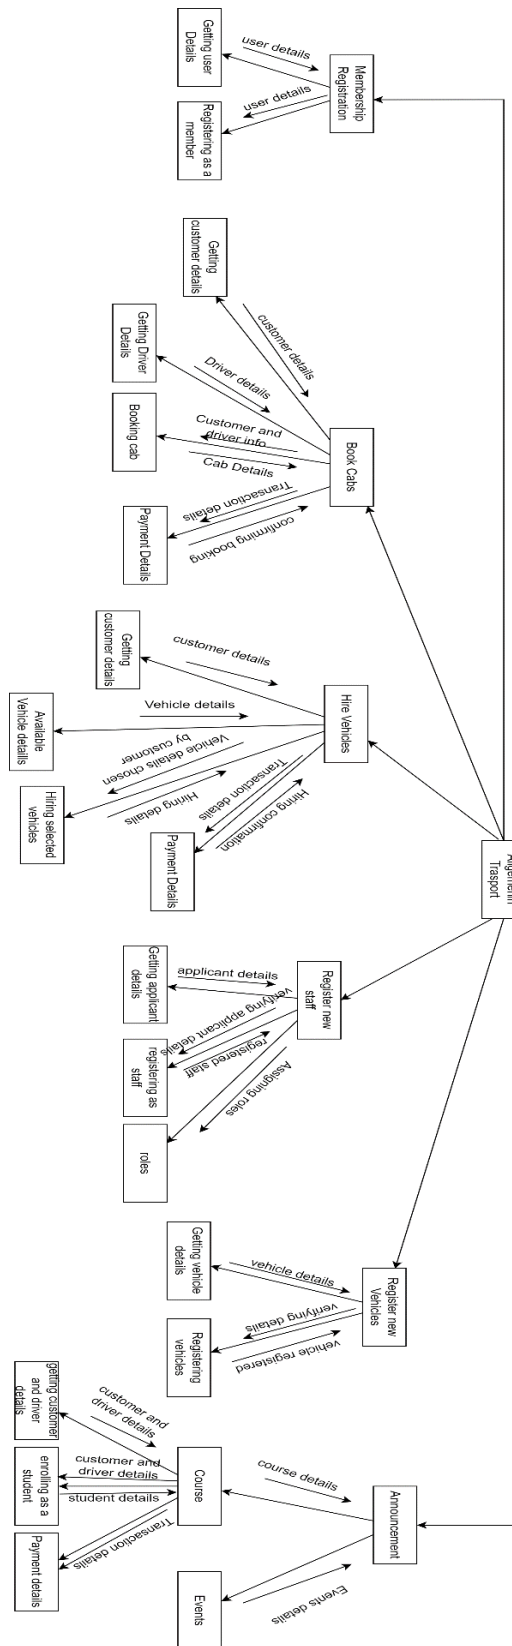 Allgemerin
Trasport
Membership
Registration
user details
user details
Getting user
Details
Registering as a
member
Book Cabs
customer details
Driver details
Customer and
driver info
Cab Details
Transaction details
confirming booking
Getting
customer details
Getting Driver
Details
Booking cab
Payment Details
Hire Vehicles
customer details
Vehicle details
Vehicle details chosen
by customer
Hiring details
Transaction
details
Hiring confirmation
Getting
customer details
Available
Vehicle details
Hiring selected
vehicles
Payment Details
Register new
staff
applicant details
verifying applicant details
registered staff
Assigning roles
Getting applicant
details
registering as
staff
roles
Register new
Vehicles
vehicle details
verifying details
vehicle registered
Getting vehicle
details
Registering
vehicles
Announcement
course details
Events details
Course
Events
customer and
driver details
customer and
driver details
student details
Transaction details
getting customer
and driver
details
enrolling as a
student
Payment details